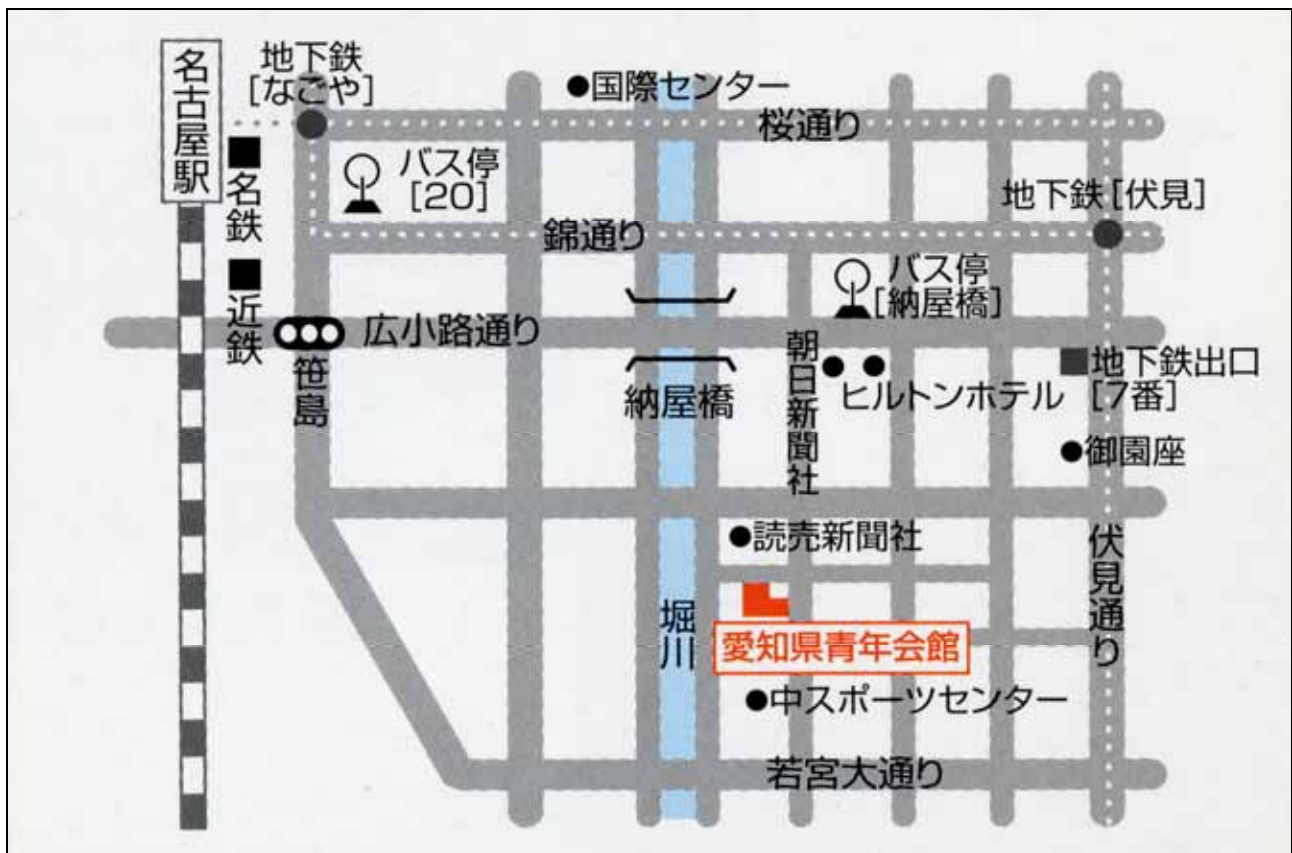 名古屋駅
地下鉄
[なごや]
●国際センター
桜通り
■名鉄
バス停
[20]
地下鉄[伏見]
錦通り
■近鉄
バス停
[納屋橋]
広小路通り
笹島
納屋橋
朝日新聞社
ヒルトンホテル
■地下鉄出口
[7番]
●御園座
●読売新聞社
伏見通り
堀川
愛知県青年会館
●中スポーツセンター
若宮大通り